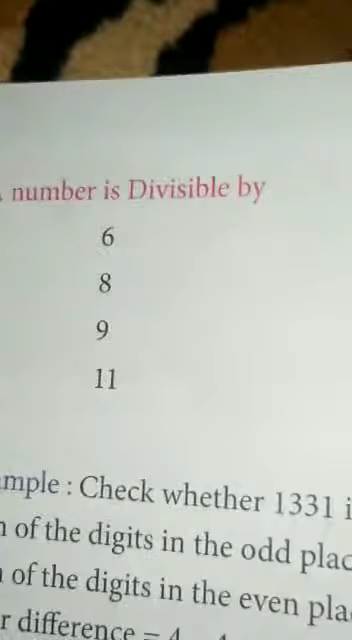 number is Divisible by
6
8
9
11
mple : Check whether 1331 i
of the digits in the odd plac
of the digits in the even pla
r difference = 4